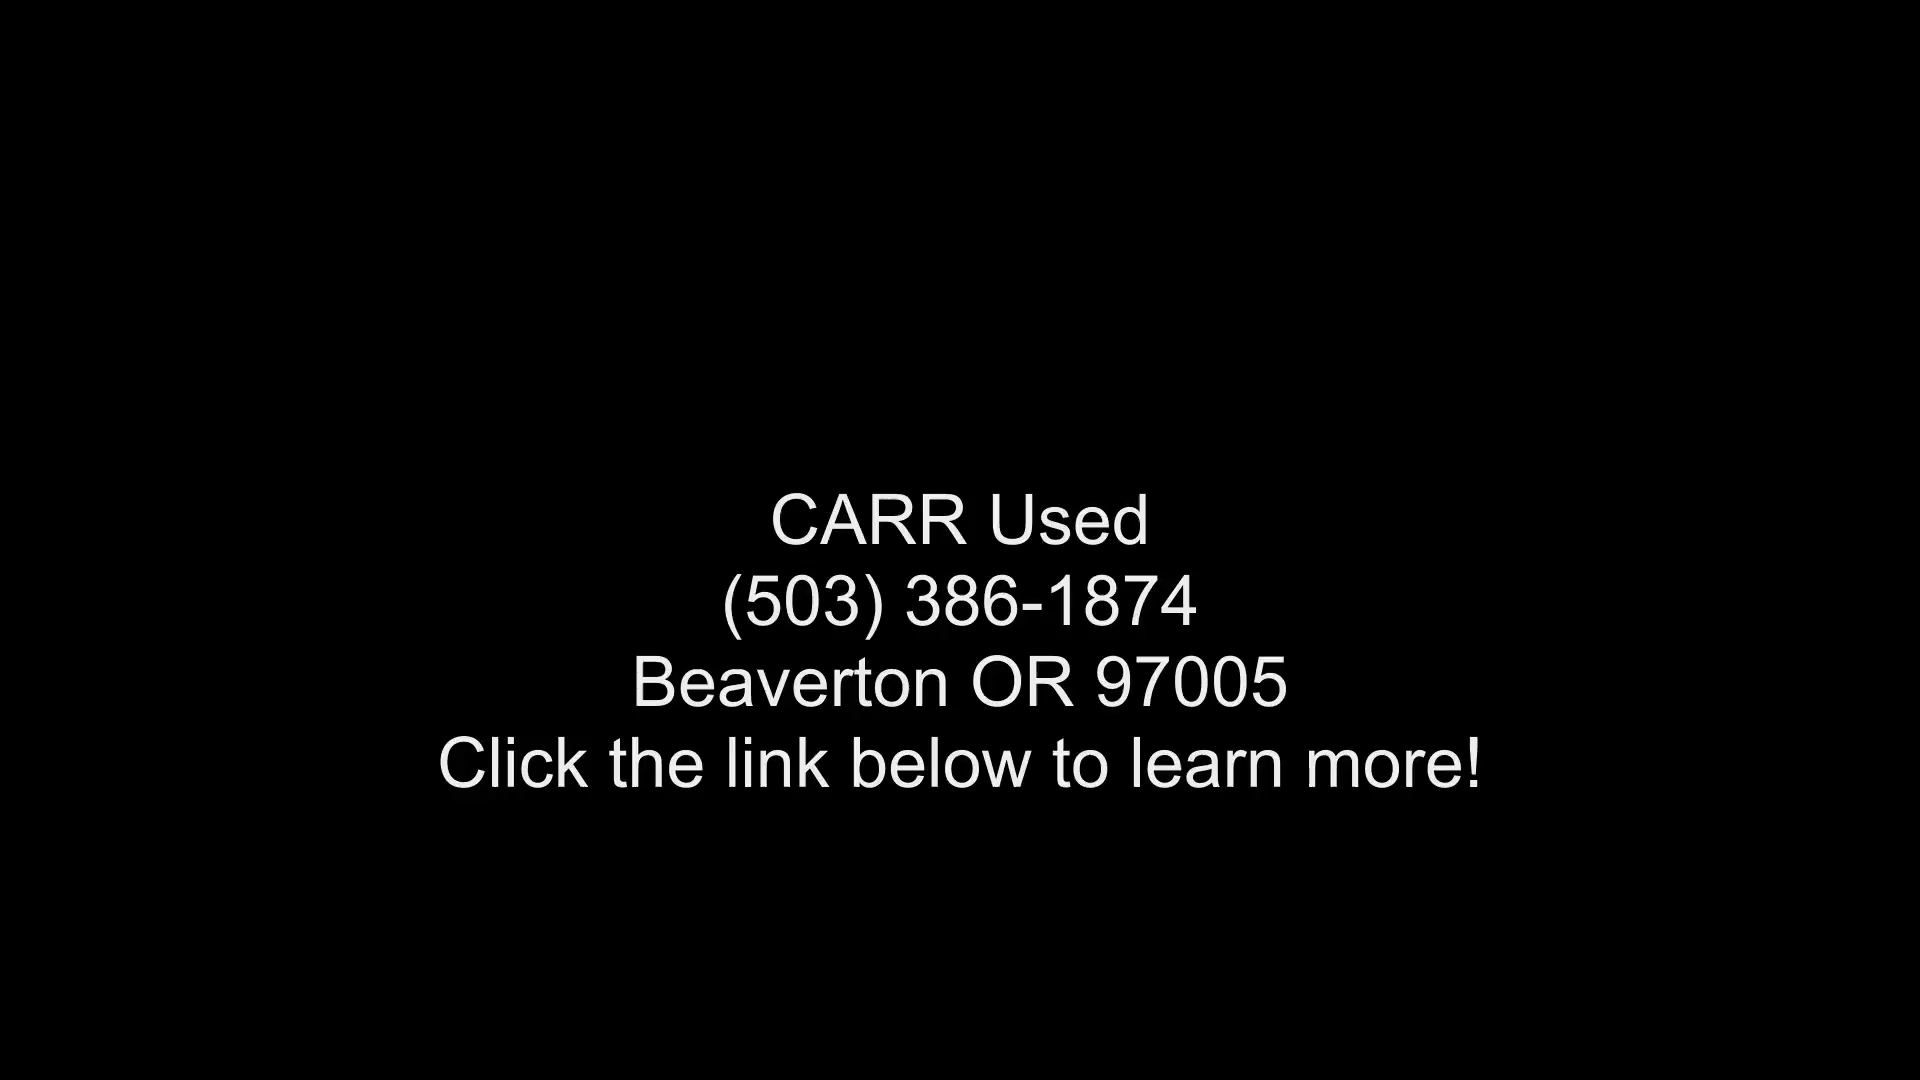 CARR Used
(503) 386-1874
Beaverton OR 97005
Click the link below to learn more!